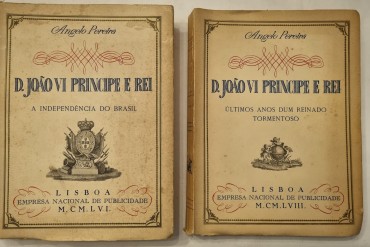 Angelo Pereira
D. JOÃO VI PRINCIPE E REI
A INDEPENDÊNCIA DO BRASIL
LISBOA
EMPRESA NACIONAL DE PUBLICIDADE
M.CM.LVI.
Angelo Pereira
D. JOÃO VI PRINCIPE E REI
ÚLTIMOS ANOS DUM REINADO
TORMENTOSO
LISBOA
EMPRESA NACIONAL DE PUBLICIDADE
M.CM.LVIII.